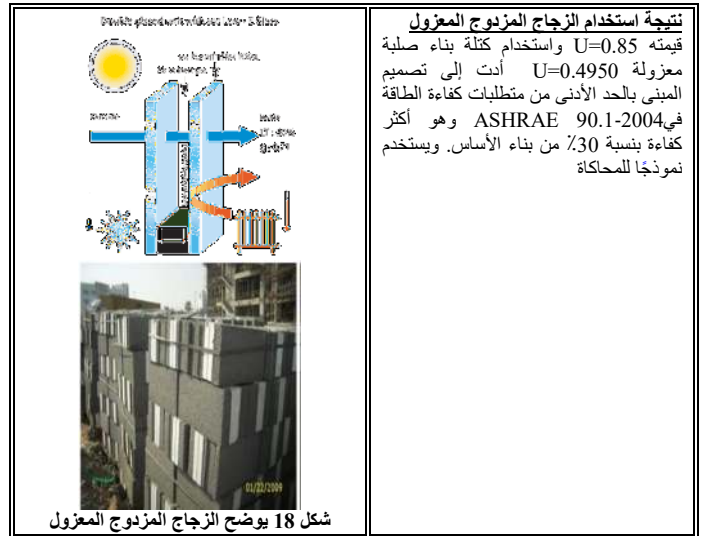 نتيجة استخدام الزجاج المزدوج المعزول
قيمته U=0.85 واستخدام كتلة بناء صلبة
معزولة U=0.4950 أدت إلى تصميم
المبنى بالحد الأدنى من متطلبات كفاءة الطاقة
في ASHRAE 90.1-2004 وهو أكثر
كفاءة بنسبة 30٪ من بناء الأساس. ويستخدم
نموذجًا للمحاكاة
01/22/2009
شكل 18 يوضح الزجاج المزدوج المعزول